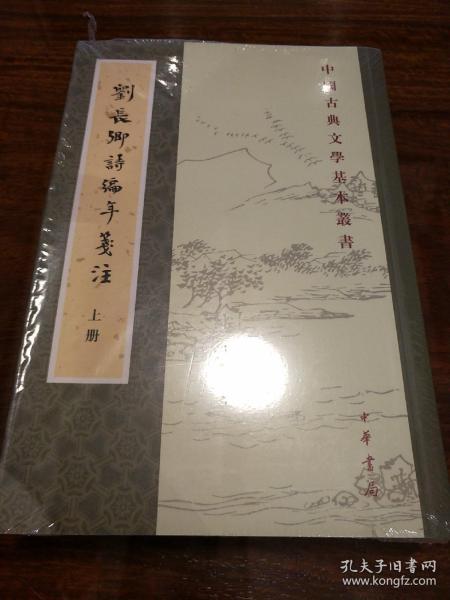 中國古典文學基本叢書
劉長卿詩編年箋注
上册
中華書局
孔夫子旧书网
www.kongfz.com